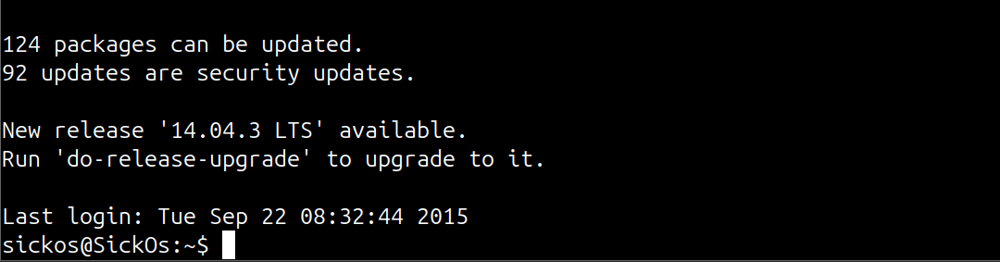 124 packages can be updated.
92 updates are security updates.
New release '14.04.3 LTS' available.
Run 'do-release-upgrade' to upgrade to it.
Last login: Tue Sep 22 08:32:44 2015
sickos@SickOs:~$